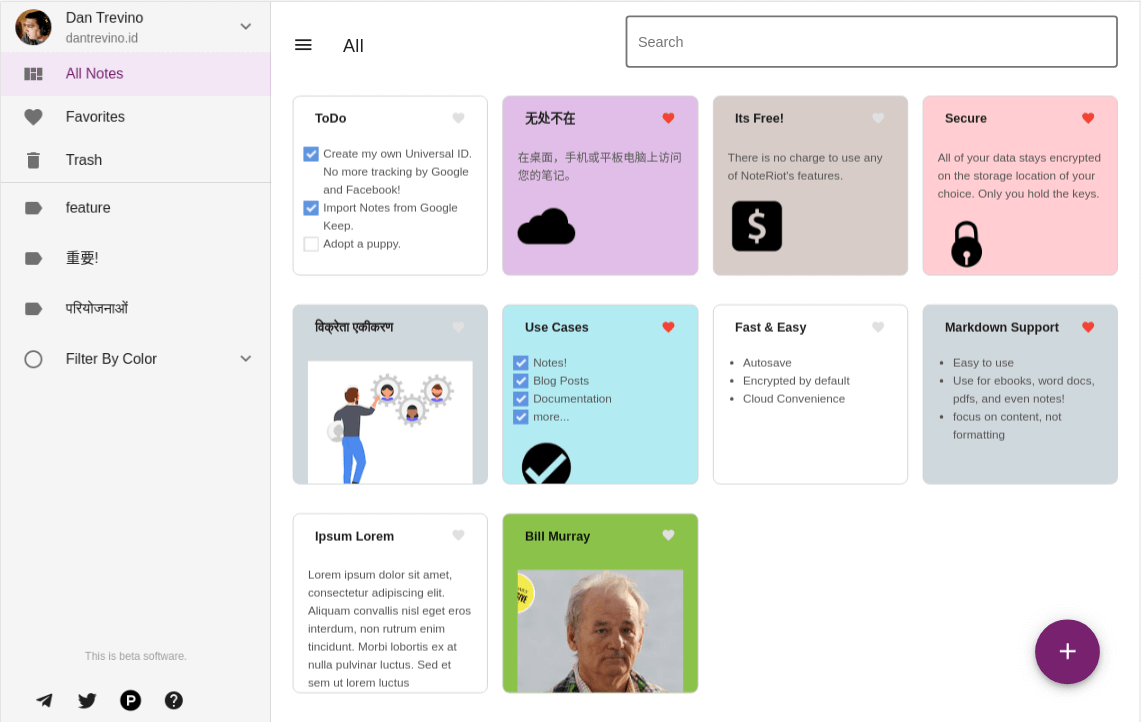 Dan Trevino
dantrevino.id
All Notes
Favorites
Trash
feature
重要!
परियोजनाओं
Filter By Color
This is beta software.
All
Search
ToDo
Create my own Universal ID.
No more tracking by Google
and Facebook!
Import Notes from Google
Keep.
Adopt a puppy.
无处不在
在桌面，手机或平板电脑上访问
您的笔记。
Its Free!
There is no charge to use any
of NoteRiot's features.
$
Secure
All of your data stays encrypted
on the storage location of your
choice. Only you hold the keys.
विक्रेता एकीकरण
Use Cases
Notes!
Blog Posts
Documentation
more...
Fast & Easy
Autosave
Encrypted by default
Cloud Convenience
Markdown Support
Easy to use
Use for ebooks, word docs,
pdfs, and even notes!
focus on content, not
formatting
Ipsum Lorem
Lorem ipsum dolor sit amet,
consectetur adipiscing elit.
Aliquam convallis nisl eget eros
interdum, non rutrum enim
tincidunt. Morbi lobortis ex at
nulla pulvinar luctus. Sed et
sem ut lorem luctus
Bill Murray